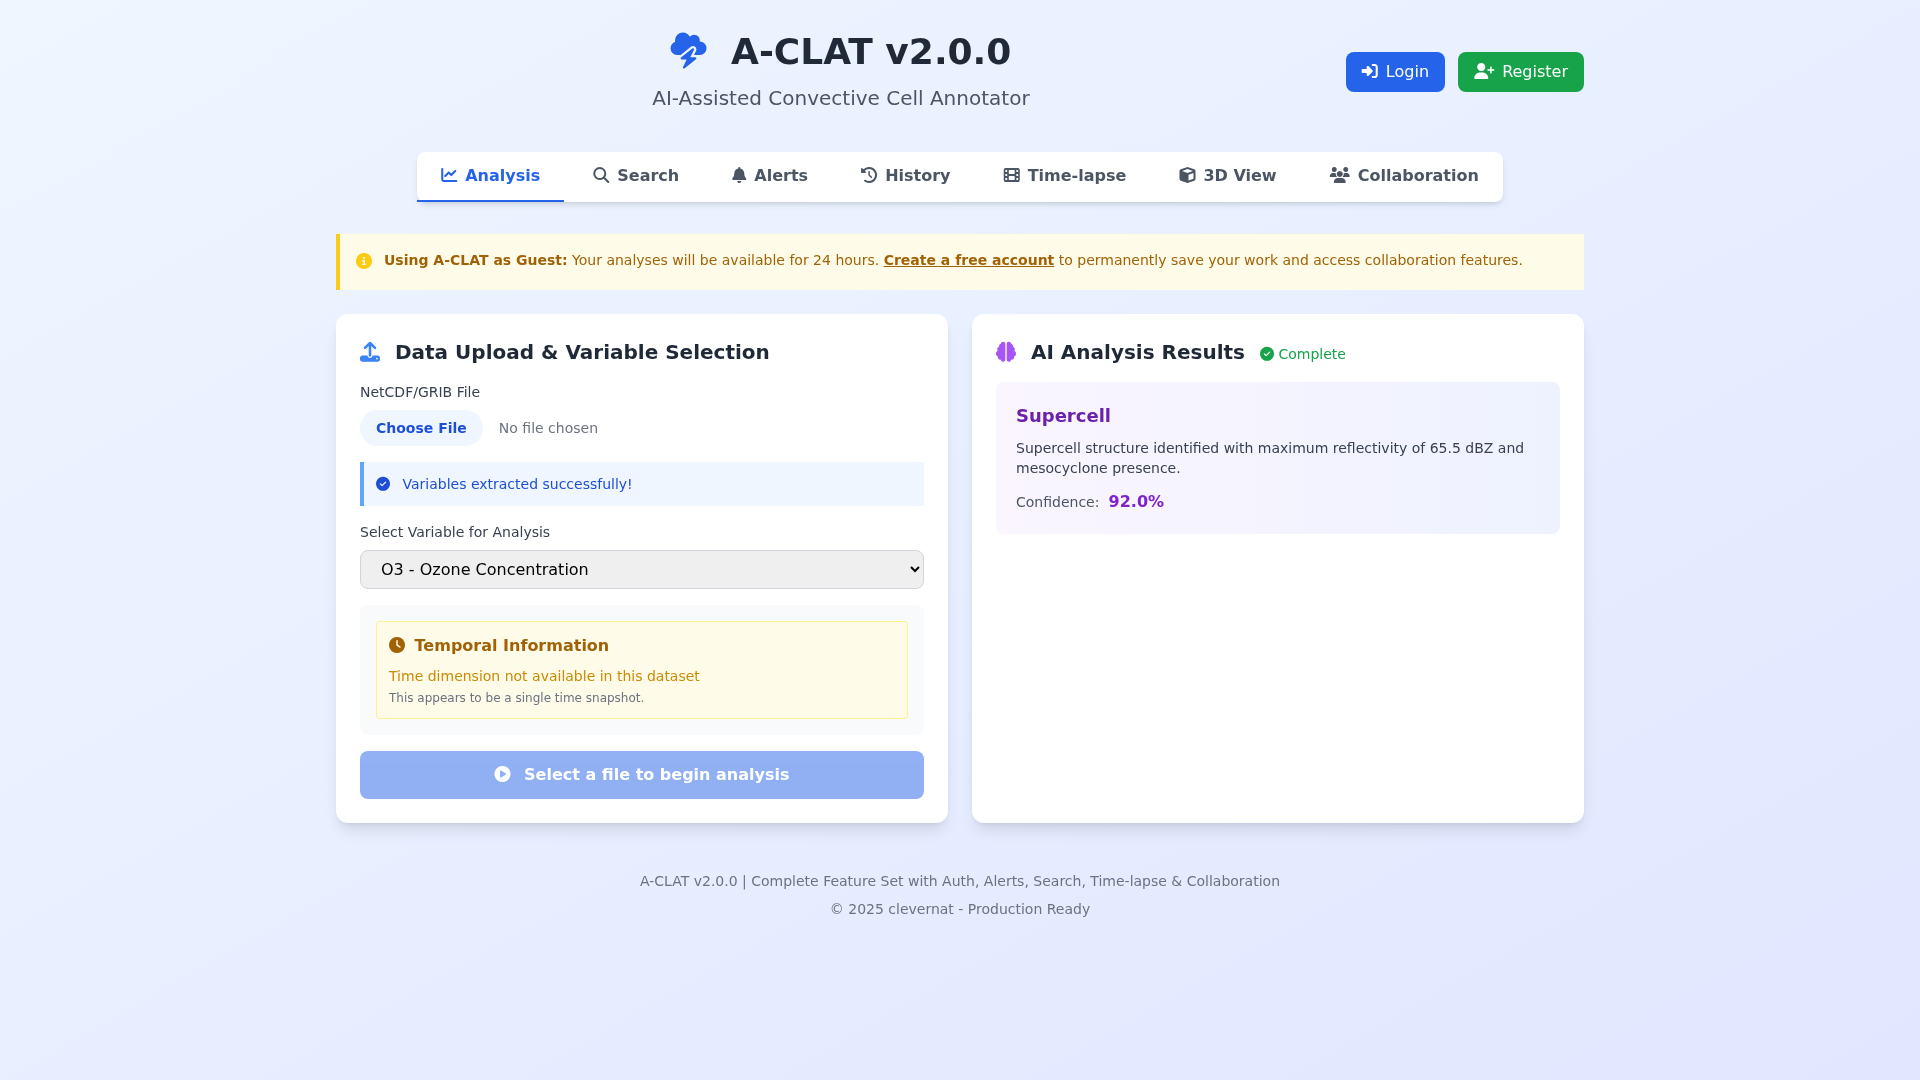 A-CLAT v2.0.0
AI-Assisted Convective Cell Annotator
Login
Register
Analysis
Search
Alerts
History
Time-lapse
3D View
Collaboration
Using A-CLAT as Guest: Your analyses will be available for 24 hours. Create a free account to permanently save your work and access collaboration features.
Data Upload & Variable Selection
NetCDF/GRIB File
Choose File No file chosen
Variables extracted successfully!
Select Variable for Analysis
O3 - Ozone Concentration
Temporal Information
Time dimension not available in this dataset
This appears to be a single time snapshot.
Select a file to begin analysis
AI Analysis Results Complete
Supercell
Supercell structure identified with maximum reflectivity of 65.5 dBZ and
mesocyclone presence.
Confidence: 92.0%
A-CLAT v2.0.0 | Complete Feature Set with Auth, Alerts, Search, Time-lapse & Collaboration
© 2025 clevernat - Production Ready